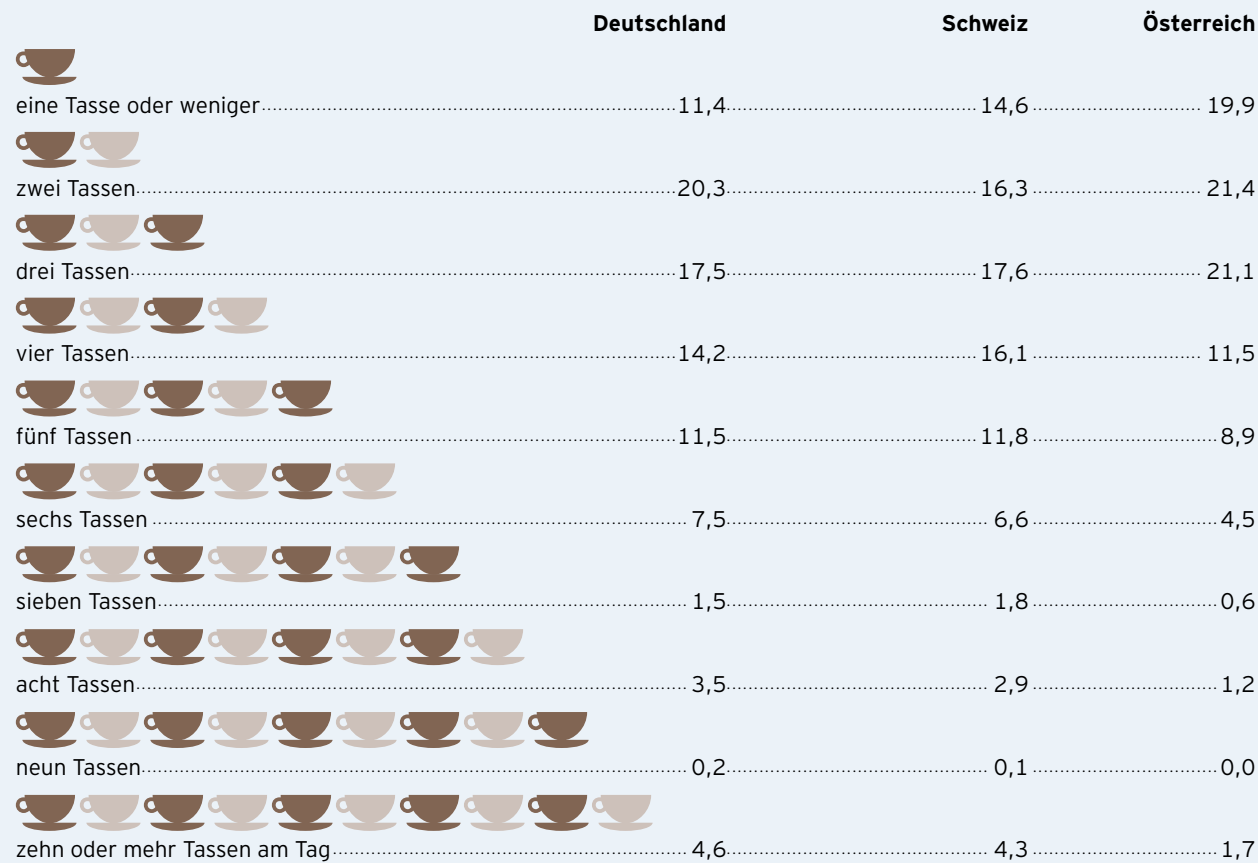 Deutschland Schweiz Österreich
eine Tasse oder weniger 11,4 14,6 19,9
zwei Tassen 20,3 16,3 21,4
drei Tassen 17,5 17,6 21,1
vier Tassen 14,2 16,1 11,5
fünf Tassen 11,5 11,8 8,9
sechs Tassen 7,5 6,6 4,5
sieben Tassen 1,5 1,8 0,6
acht Tassen 3,5 2,9 1,2
neun Tassen 0,2 0,1 0,0
zehn oder mehr Tassen am Tag 4,6 4,3 1,7